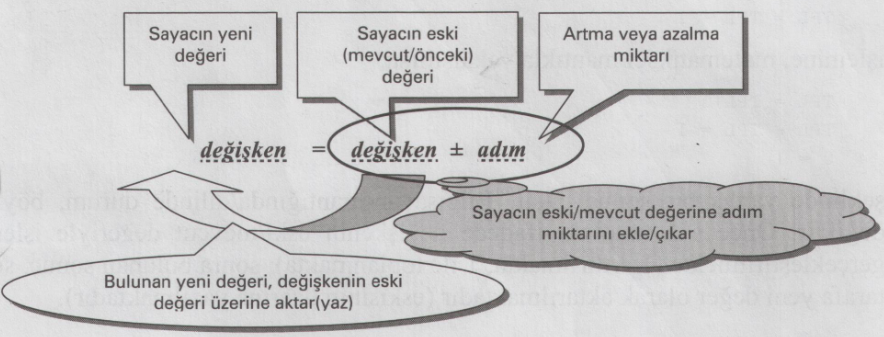 Sayacın yeni
değeri
Sayacın eski
(mevcut/önceki)
değeri
Artma veya azalma
miktarı
değişken = değişken ± adım
Sayacın eski/mevcut değerine adım
miktarını ekle/çıkar
Bulunan yeni değeri, değişkenin eski
değeri üzerine aktar(yaz)